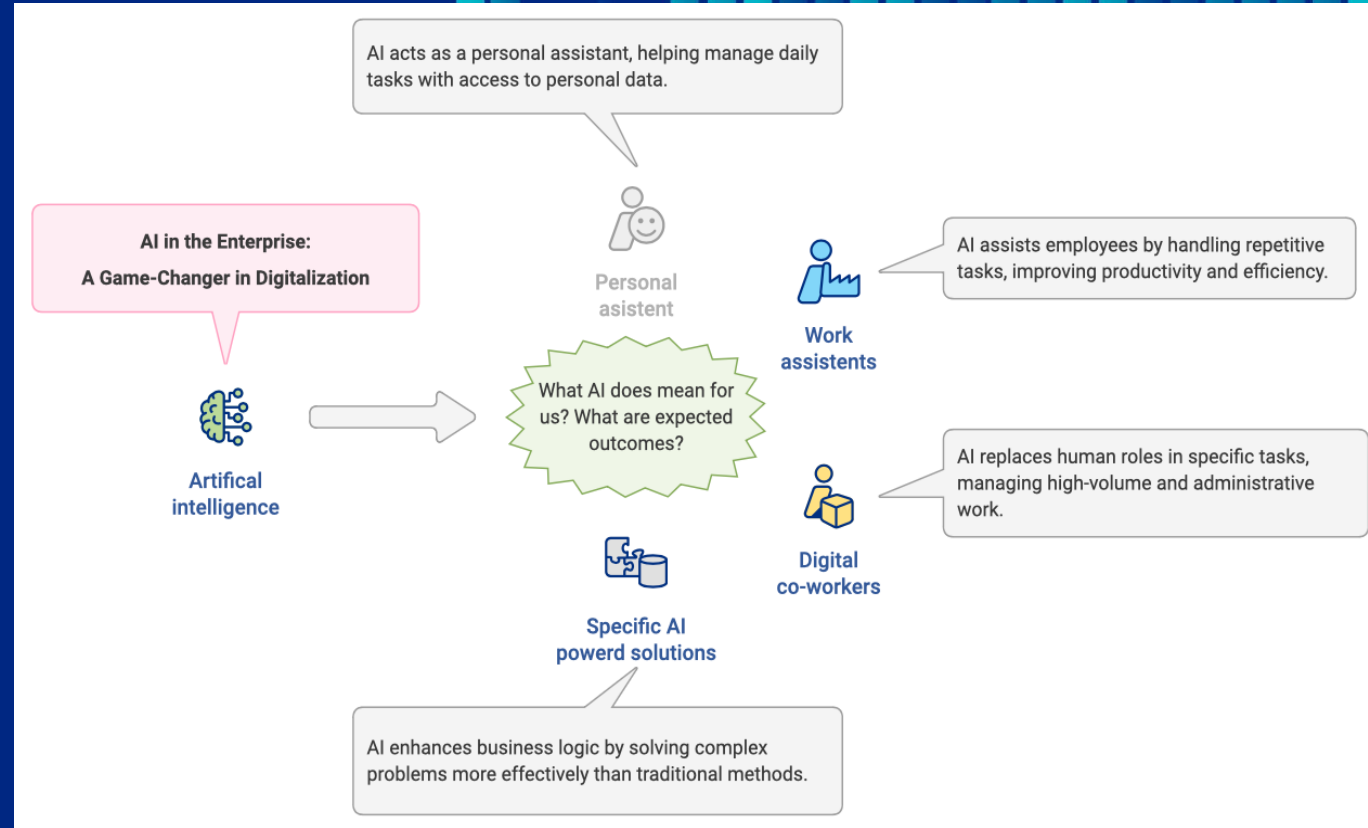 AI acts as a personal assistant, helping manage daily
tasks with access to personal data.
AI in the Enterprise:
A Game-Changer in Digitalization
Personal
asistent
AI assists employees by handling repetitive
tasks, improving productivity and efficiency.
Work
assistents
What AI does mean for
us? What are expected
outcomes?
Artifical
intelligence
AI replaces human roles in specific tasks,
managing high-volume and administrative
work.
Digital
co-workers
Specific AI
powerd solutions
AI enhances business logic by solving complex
problems more effectively than traditional methods.